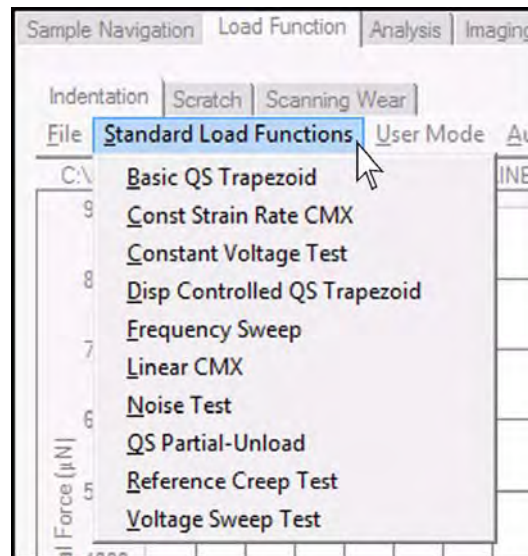 Sample Navigation Load Function Analysis Imaging
Indentation Scratch Scanning Wear
File Standard Load Functions User Mode Au
C:\ INE
Basic QS Trapezoid
9
Const Strain Rate CMX
Constant Voltage Test
8
Disp Controlled QS Trapezoid
Frequency Sweep
7
Linear CMX
Noise Test
6
QS Partial-Unload
al Force (µN)
5
Reference Creep Test
Voltage Sweep Test